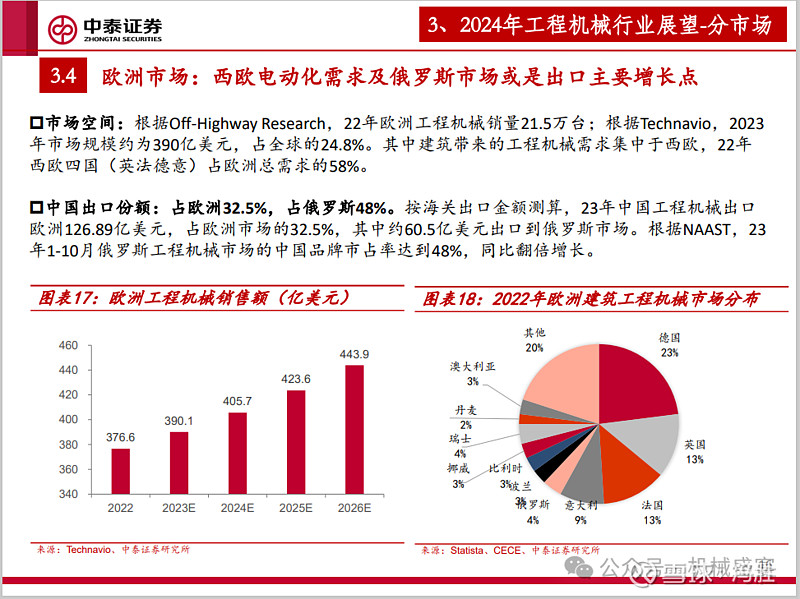 中泰证券
ZHONGTAI SECURITIES
3、2024年工程机械行业展望-分市场
3.4
欧洲市场：西欧电动化需求及俄罗斯市场或是出口主要增长点
市场空间：根据Off-Highway Research，22年欧洲工程机械销量21.5万台；根据Technavio，2023
年市场规模约为390亿美元，占全球的24.8%。其中建筑带来的工程机械需求集中于西欧，22年
西欧四国（英法德意）占欧洲总需求的58%。
中国出口份额：占欧洲32.5%，占俄罗斯48%。按海关出口金额测算，23年中国工程机械出口
欧洲126.89亿美元，占欧洲市场的32.5%，其中约60.5亿美元出口到俄罗斯市场。根据NAAST，23
年1-10月俄罗斯工程机械市场的中国品牌市占率达到48%，同比翻倍增长。
图表17：欧洲工程机械销售额（亿美元）
460
440
420
400
380
360
340
376.6
390.1
405.7
423.6
443.9
2022
2023E
2024E
2025E
2026E
来源：Technavio、中泰证券研究所
图表18：2022年欧洲建筑工程机械市场分布
德国
23%
英国
13%
法国
13%
意大利
9%
俄罗斯
4%
波兰
3%
比利时
3%
挪威
3%
瑞士
4%
丹麦
2%
澳大利亚
3%
其他
20%
来源：Statista、CECE、中泰证券研究所
公众号
机械盛宴
雪球